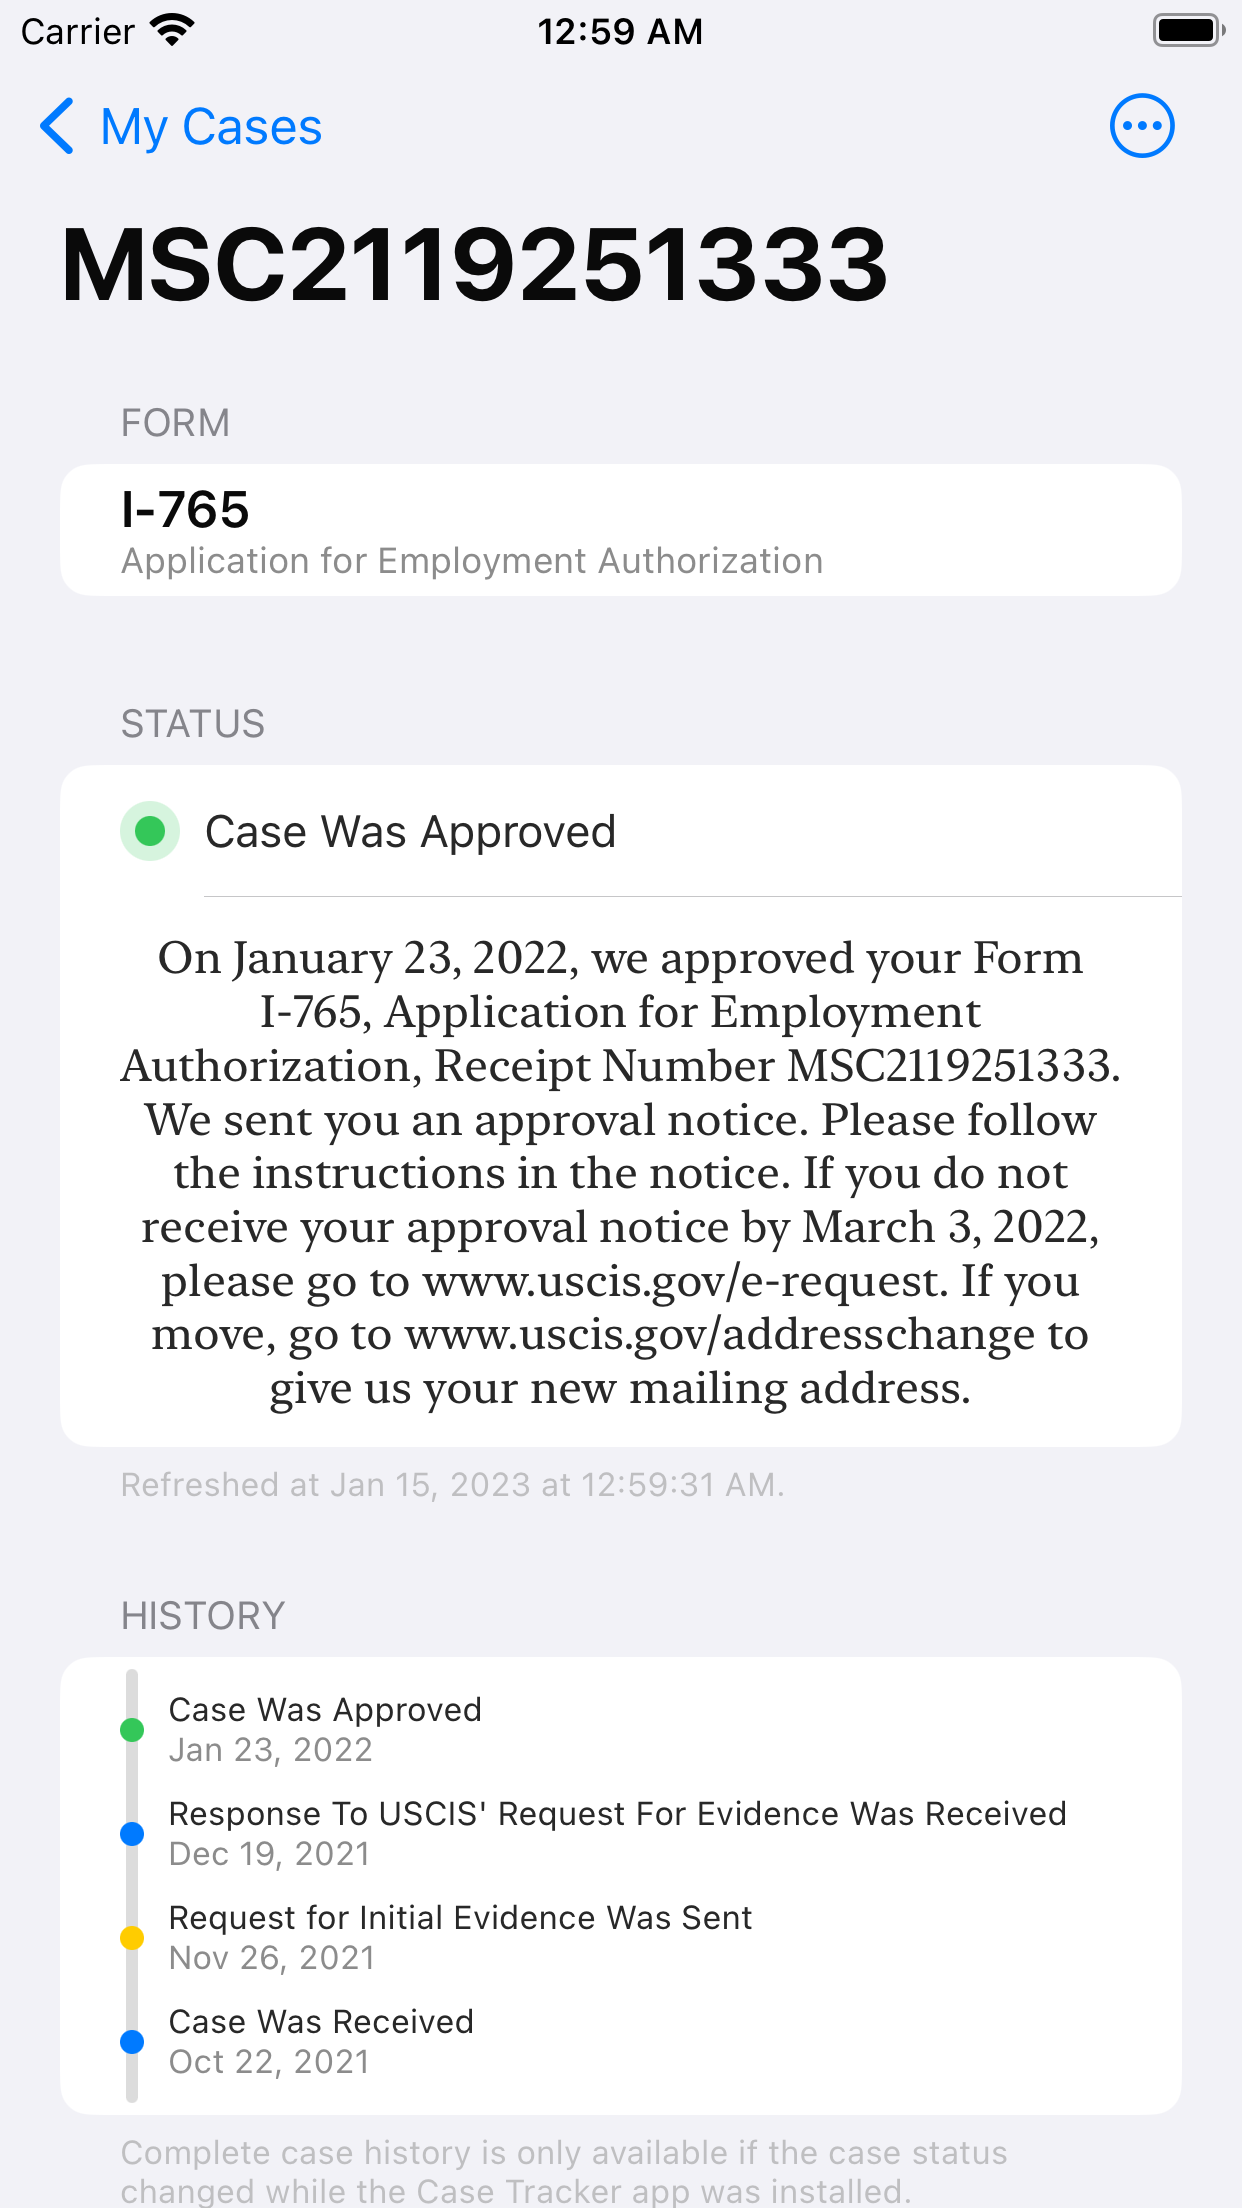 Carrier
12:59 AM
My Cases
MSC2119251333
FORM
I-765
Application for Employment Authorization
STATUS
Case Was Approved
On January 23, 2022, we approved your Form
I-765, Application for Employment
Authorization, Receipt Number MSC2119251333.
We sent you an approval notice. Please follow
the instructions in the notice. If you do not
receive your approval notice by March 3, 2022,
please go to www.uscis.gov/e-request. If you
move, go to www.uscis.gov/addresschange to
give us your new mailing address.
Refreshed at Jan 15, 2023 at 12:59:31 AM.
HISTORY
Case Was Approved
Jan 23, 2022
Response To USCIS' Request For Evidence Was Received
Dec 19, 2021
Request for Initial Evidence Was Sent
Nov 26, 2021
Case Was Received
Oct 22, 2021
Complete case history is only available if the case status
changed while the Case Tracker app was installed.